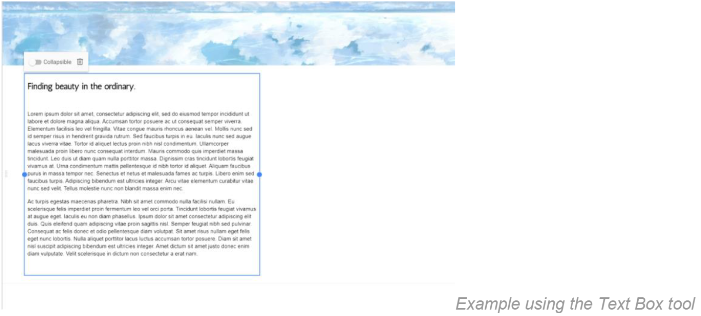 Collapsible
Finding beauty in the ordinary.
Lorem ipsum dolor sit amet, consectetur adipiscing elit, sed do eiusmod tempor incididunt ut
labore et dolore magna aliqua. Accumsan tortor posuere ac ut consequat semper viverra.
Elementum facilisis leo vel fringilla. Vitae congue mauris rhoncus aenean vel. Mollis nunc sed
id semper risus in hendrerit gravida rutrum. Sed faucibus turpis in eu. Iaculis nunc sed augue
lacus viverra vitae. Tortor id aliquet lectus proin nibh nisl condimentum. Ullamcorper
malesuada proin libero nunc consequat interdum. Mauris commodo quis imperdiet massa
tincidunt. Leo duis ut diam quam nulla porttitor massa. Dignissim cras tincidunt lobortis feugiat
vivamus at. Urna condimentum mattis pellentesque id nibh tortor id aliquet. Aliquam faucibus
purus in massa tempor nec. Senectus et netus et malesuada fames ac turpis. Libero enim sed
faucibus turpis. Adipiscing bibendum est ultricies integer. Arcu vitae elementum curabitur vitae
nunc sed velit. Tellus molestie nunc non blandit massa enim nec.
Ac turpis egestas maecenas pharetra. Nibh sit amet commodo nulla facilisi nullam. Eu
scelerisque felis imperdiet proin fermentum leo vel orci porta. Tincidunt lobortis feugiat vivamus
at augue eget. Iaculis eu non diam phasellus. Ipsum dolor sit amet consectetur adipiscing elit
duis. Quis eleifend quam adipiscing vitae proin sagittis nisl. Semper feugiat nibh sed pulvinar.
Consequat ac felis donec et odio pellentesque diam volutpat. Sit amet risus nullam eget felis
eget nunc lobortis. Nulla aliquet porttitor lacus luctus accumsan tortor posuere. Diam sit amet
nisl suscipit adipiscing bibendum est ultricies integer. Amet dictum sit amet justo donec enim
diam vulputate. Velit scelerisque in dictum non consectetur a erat nam.
Example using the Text Box tool